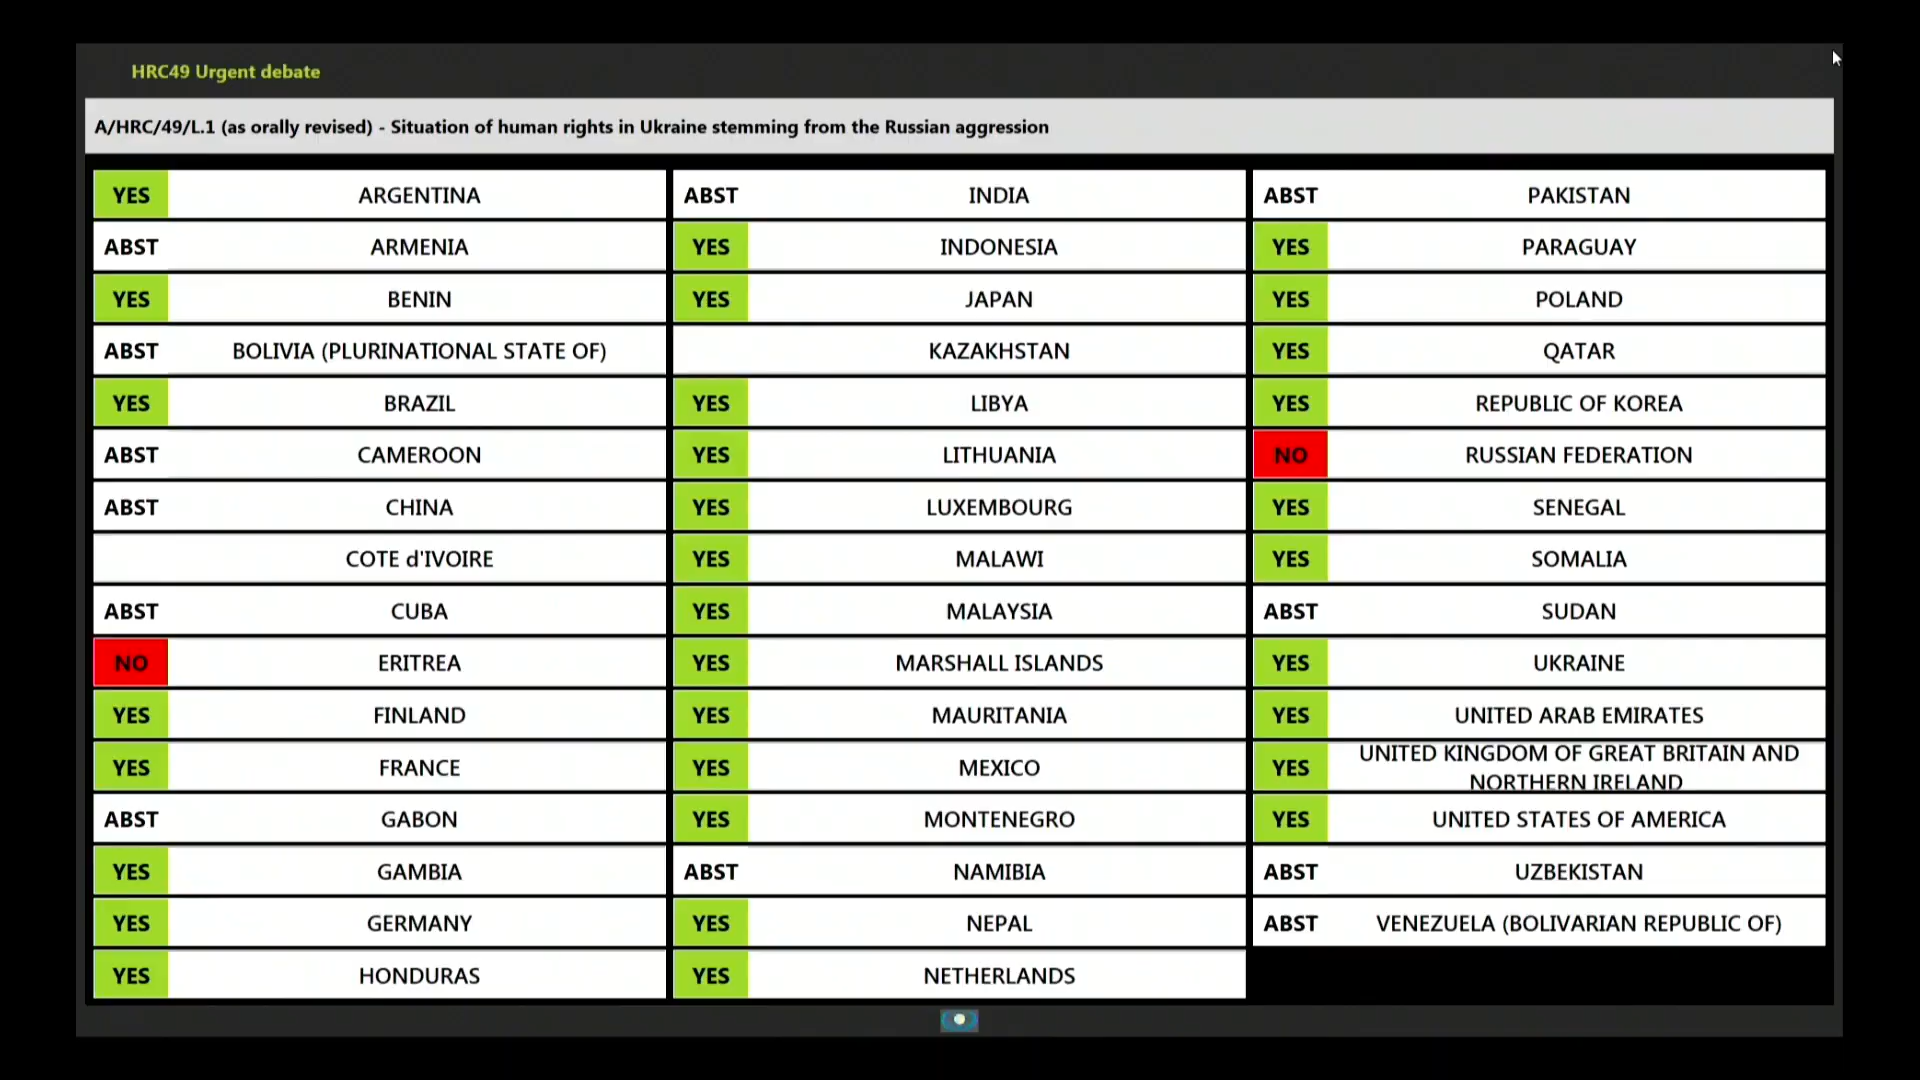 HRC49 Urgent debate
A/HRC/49/L.1 (as orally revised) - Situation of human rights in Ukraine stemming from the Russian aggression
YES ARGENTINA
ABST ARMENIA
YES BENIN
ABST BOLIVIA (PLURINATIONAL STATE OF)
YES BRAZIL
ABST CAMEROON
ABST CHINA
COTE d'IVOIRE
ABST CUBA
NO ERITREA
YES FINLAND
YES FRANCE
ABST GABON
YES GAMBIA
YES GERMANY
YES HONDURAS
ABST INDIA
YES INDONESIA
YES JAPAN
KAZAKHSTAN
YES LIBYA
YES LITHUANIA
YES LUXEMBOURG
YES MALAWI
YES MALAYSIA
YES MARSHALL ISLANDS
YES MAURITANIA
YES MEXICO
YES MONTENEGRO
ABST NAMIBIA
YES NEPAL
YES NETHERLANDS
ABST PAKISTAN
YES PARAGUAY
YES POLAND
YES QATAR
YES REPUBLIC OF KOREA
NO RUSSIAN FEDERATION
YES SENEGAL
YES SOMALIA
ABST SUDAN
YES UKRAINE
YES UNITED ARAB EMIRATES
YES UNITED KINGDOM OF GREAT BRITAIN AND
NORTHERN IRELAND
YES UNITED STATES OF AMERICA
ABST UZBEKISTAN
ABST VENEZUELA (BOLIVARIAN REPUBLIC OF)